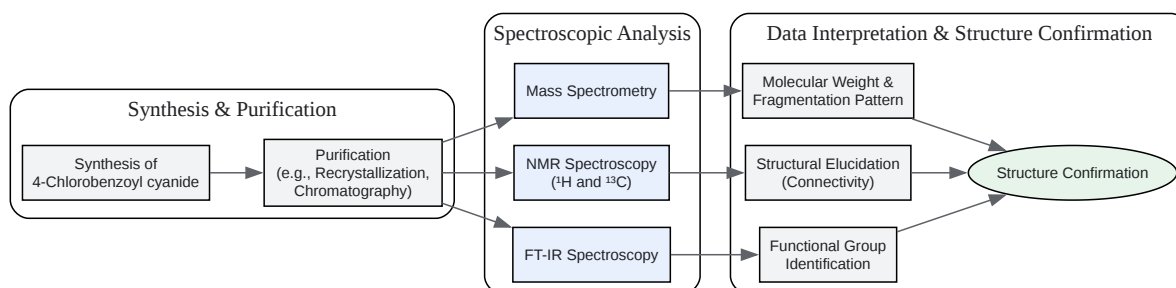 Synthesis & Purification
Synthesis of
4-Chlorobenzoyl cyanide
Purification
(e.g., Recrystallization,
Chromatography)
Spectroscopic Analysis
Mass Spectrometry
NMR Spectroscopy
(¹H and ¹³C)
FT-IR Spectroscopy
Data Interpretation & Structure Confirmation
Molecular Weight &
Fragmentation Pattern
Structural Elucidation
(Connectivity)
Functional Group
Identification
Structure Confirmation